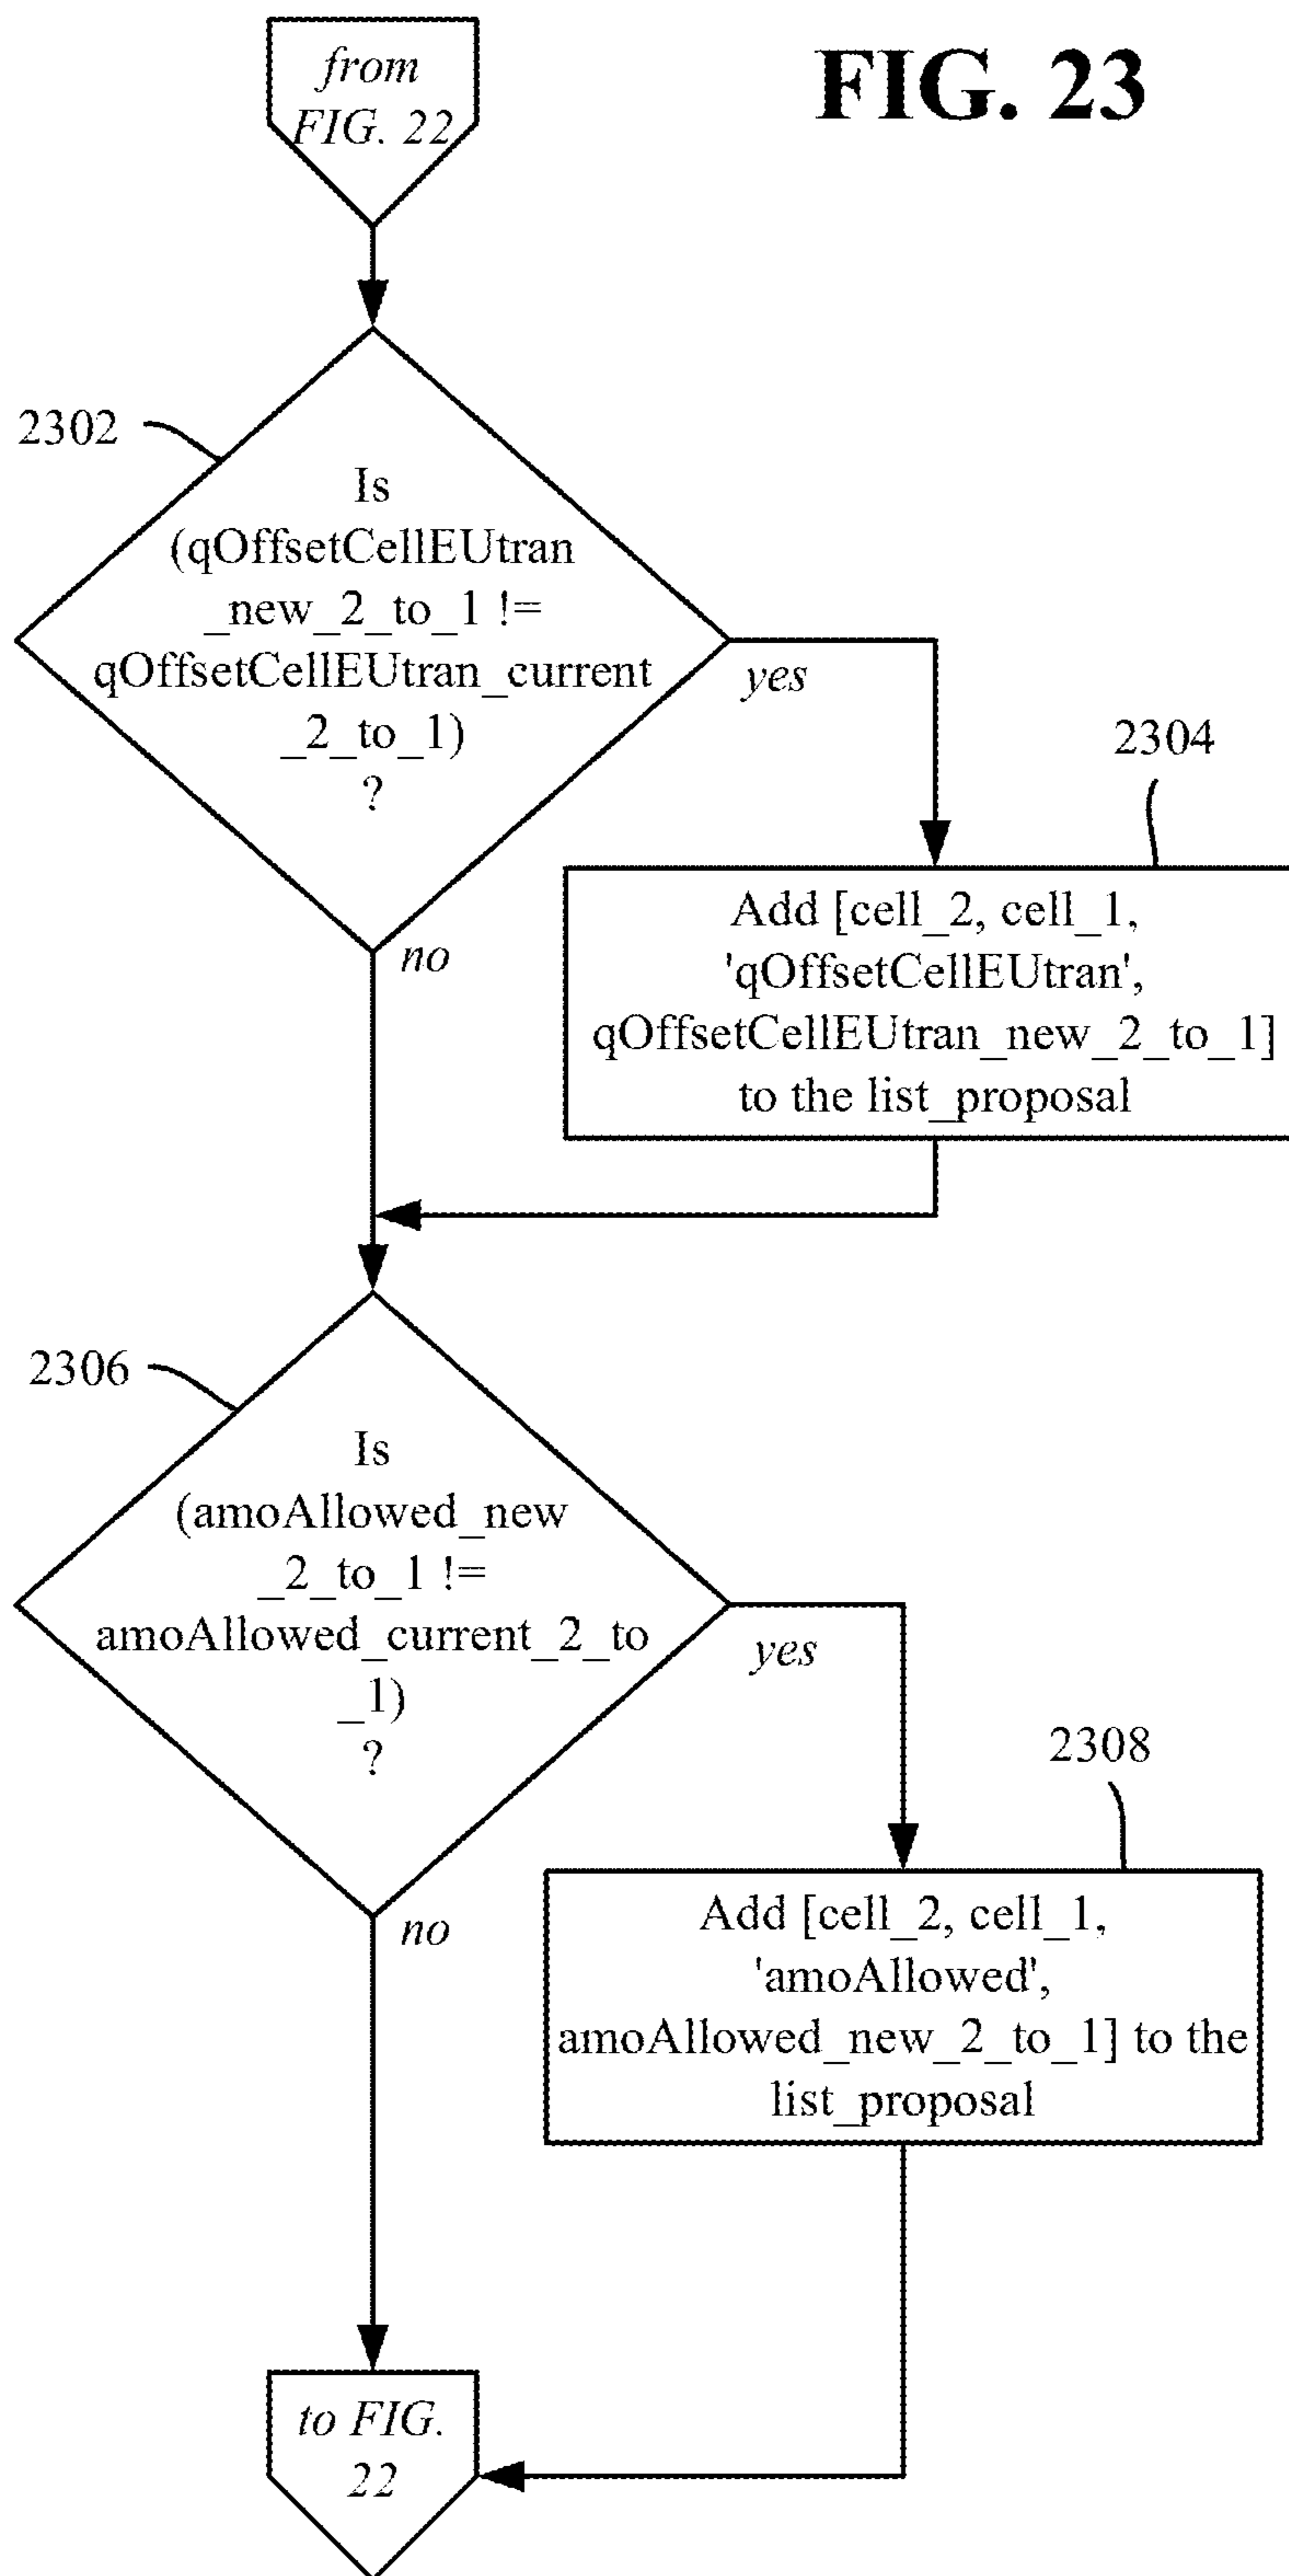 FIG. 23
from
FIG. 22
2302
Is
(qOffsetCellEUtran
_new_2_to_1 !=
qOffsetCellEUtran_current
_2_to_1)
?
yes
no
2304
Add [cell_2, cell_1,
'qOffsetCellEUtran',
qOffsetCellEUtran_new_2_to_1]
to the list_proposal
2306
Is
(amoAllowed_new
_2_to_1 !=
amoAllowed_current_2_to
_1)
?
yes
no
2308
Add [cell_2, cell_1,
'amoAllowed',
amoAllowed_new_2_to_1] to the
list_proposal
to FIG.
22